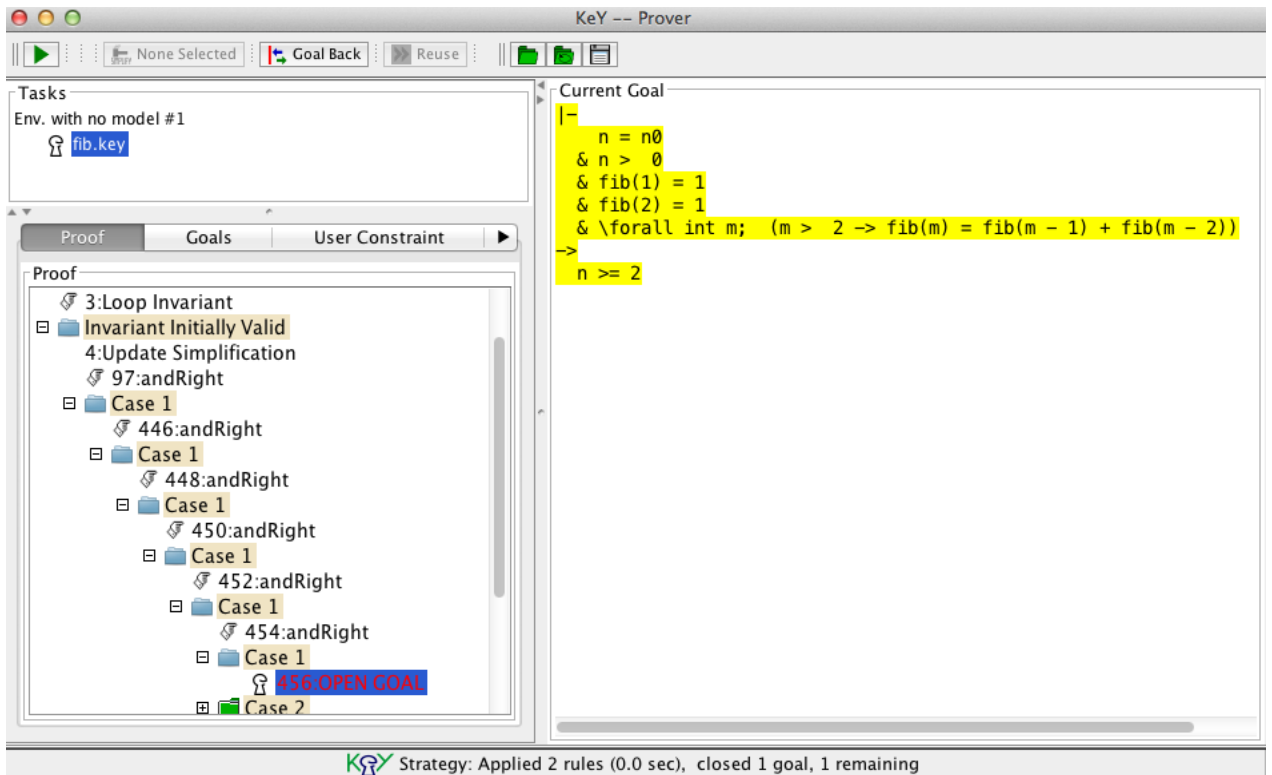 KeY -- Prover
None Selected
Goal Back
Reuse
Tasks
Env. with no model #1
fib.key
Proof
Goals
User Constraint
Proof
3:Loop Invariant
Invariant Initially Valid
4:Update Simplification
97:andRight
Case 1
446:andRight
Case 1
448:andRight
Case 1
450:andRight
Case 1
452:andRight
Case 1
454:andRight
Case 1
456:OPEN GOAL
Case 2
Current Goal
|-
n = n0
& n > 0
& fib(1) = 1
& fib(2) = 1
& \forall int m; (m > 2 -> fib(m) = fib(m - 1) + fib(m - 2))
->
n >= 2
KeY Strategy: Applied 2 rules (0.0 sec), closed 1 goal, 1 remaining